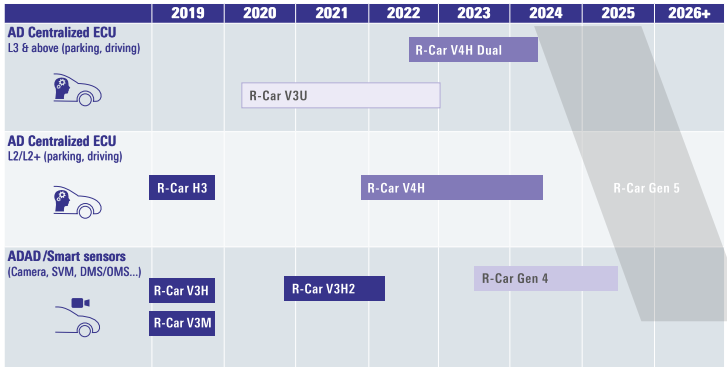 2019 2020 2021 2022 2023 2024 2025 2026+
AD Centralized ECU
L3 & above (parking, driving)
R-Car V4H Dual
R-Car V3U
AD Centralized ECU
L2/L2+ (parking, driving)
R-Car H3
R-Car V4H
R-Car Gen 5
ADAD/Smart sensors
(Camera, SVM, DMS/OMS...)
R-Car V3H
R-Car V3H2
R-Car Gen 4
R-Car V3M